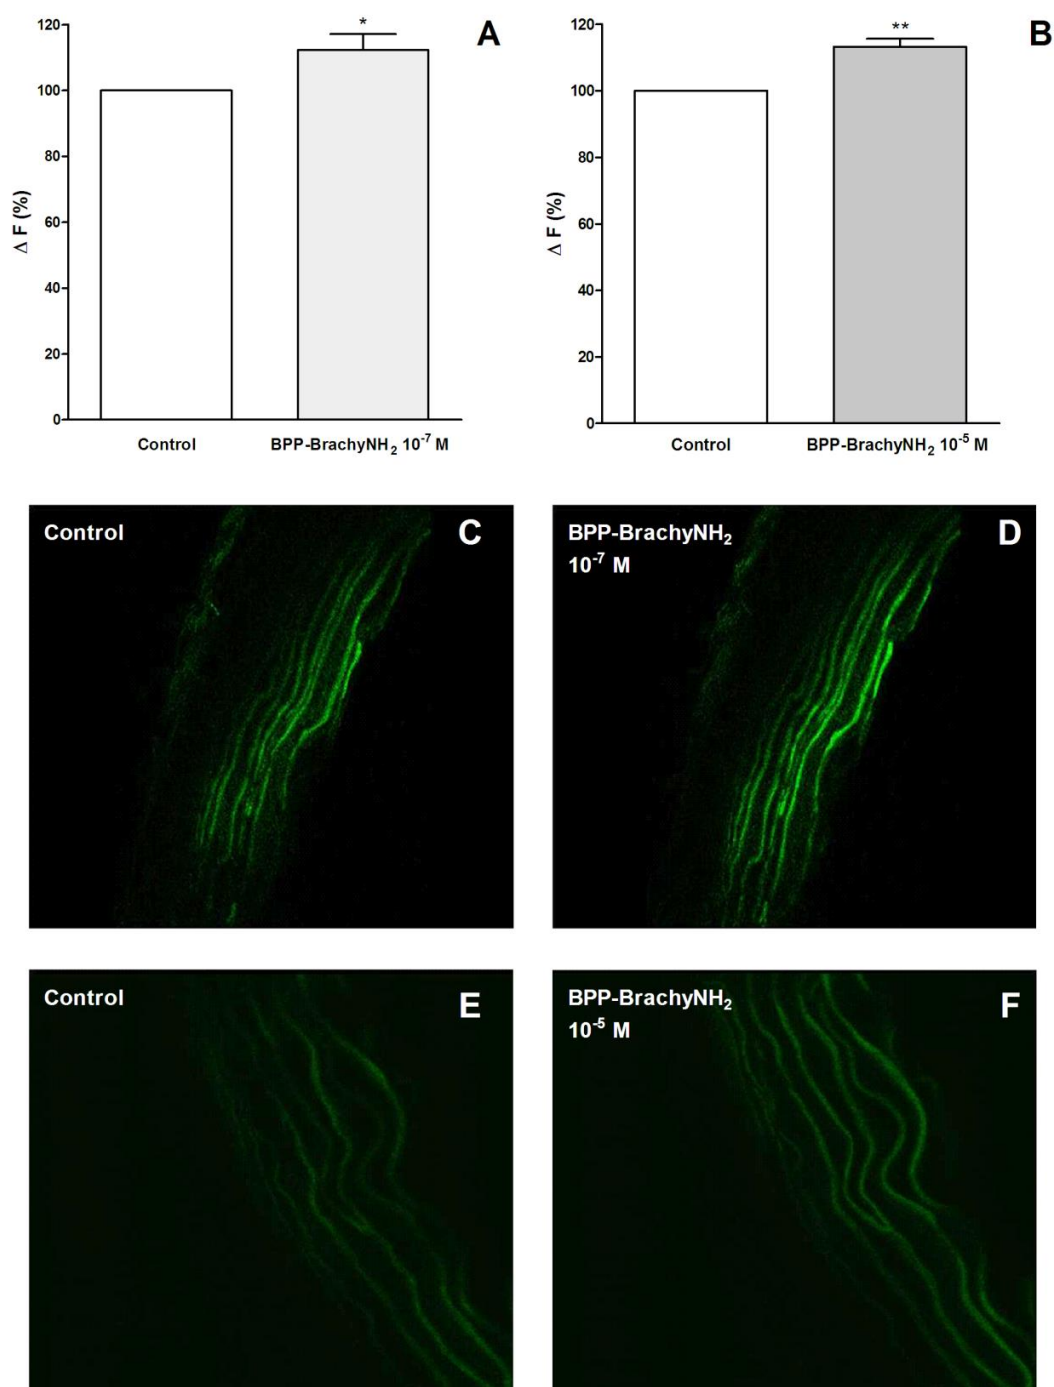 A
120
100
80
60
40
20
0
Δ F (%)
*
Control
BPP-BrachyNH₂ 10⁻⁷ M
B
120
100
80
60
40
20
0
Δ F (%)
**
Control
BPP-BrachyNH₂ 10⁻⁵ M
Control
C
BPP-BrachyNH₂
10⁻⁷ M
D
Control
E
BPP-BrachyNH₂
10⁻⁵ M
F